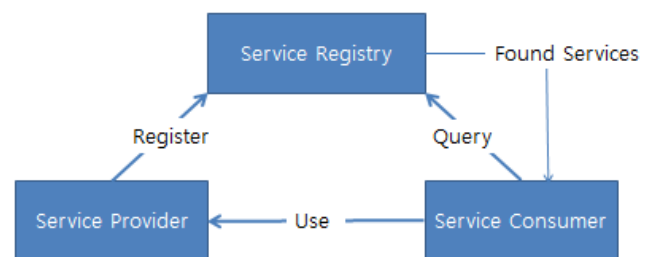 Service Registry
Found Services
Register
Query
Service Provider
Use
Service Consumer